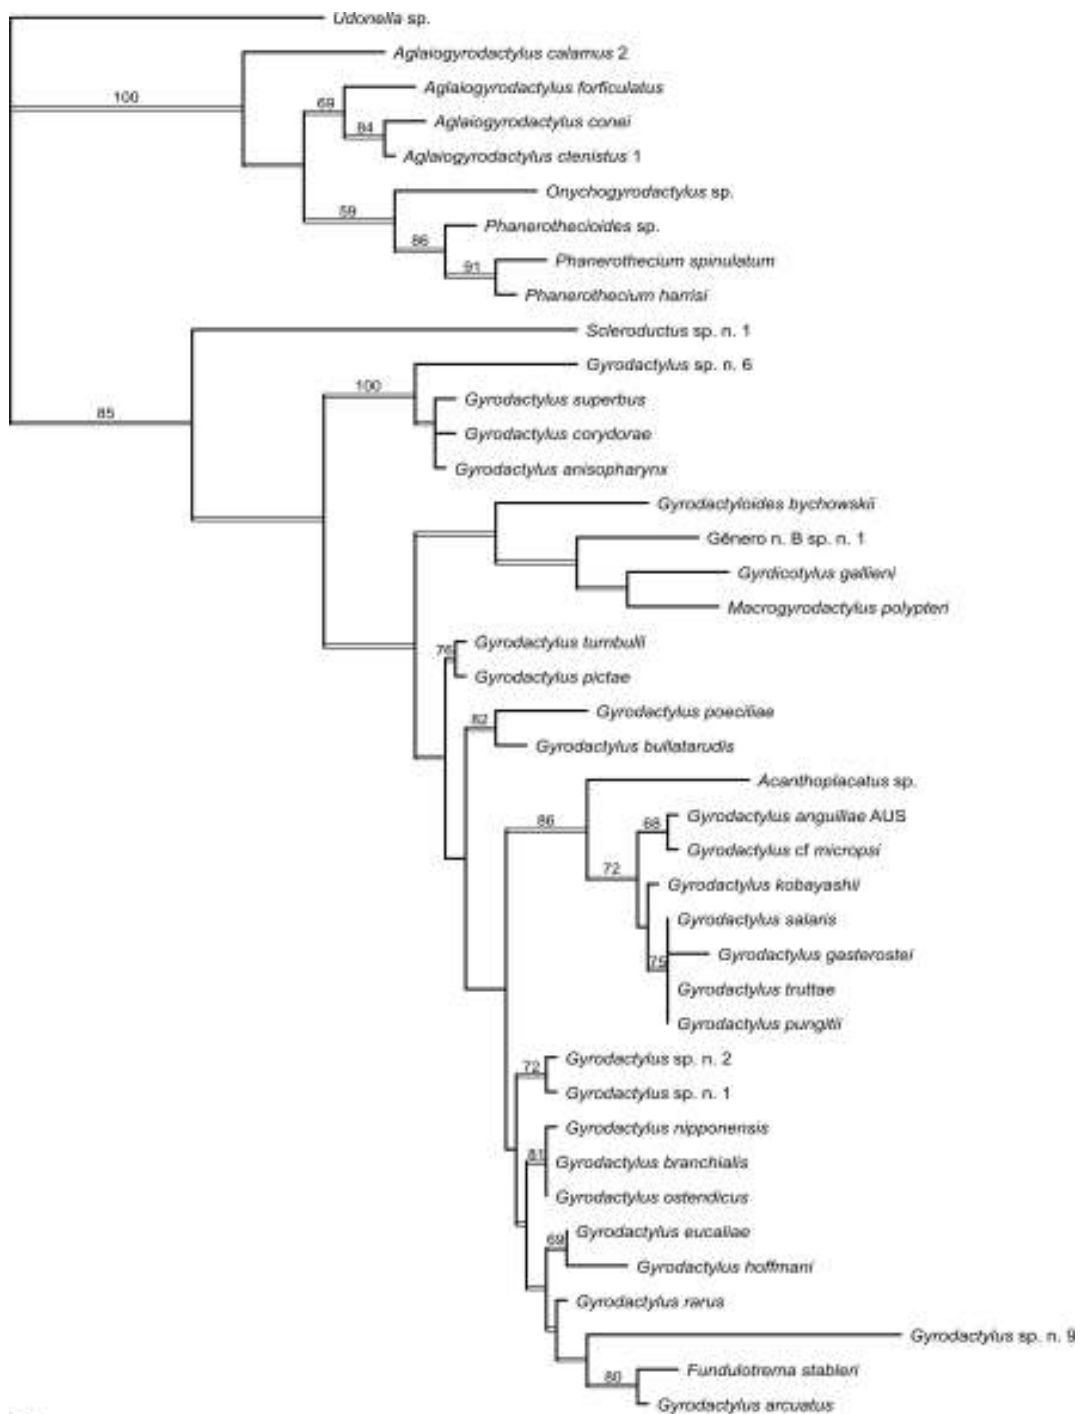 Udonella sp.
Aglaiogyrodactylus calamus 2
100
Aglaiogyrodactylus forficulatus
69
Aglaiogyrodactylus conei
84
Aglaiogyrodactylus ctenistus 1
Onychogyrodactylus sp.
59
Phanerothecioides sp.
86
Phanerothecium spinulatum
91
Phanerothecium harrisi
Scleroductus sp. n. 1
Gyrodactylus sp. n. 6
100
Gyrodactylus superbus
85
Gyrodactylus corydorae
Gyrodactylus anisopharynx
Gyrodactyloides bychowskii
Gênero n. B sp. n. 1
Gyrdicotylus gallieni
Macrogyrodactylus polypteri
Gyrodactylus turnbulli
76
Gyrodactylus pictae
Gyrodactylus poeciliae
82
Gyrodactylus bullatarudis
Acanthoplacatus sp.
86
Gyrodactylus anguillae AUS
68
Gyrodactylus cf micropsi
72
Gyrodactylus kobayashii
Gyrodactylus salaris
Gyrodactylus gasterostei
75
Gyrodactylus truttae
Gyrodactylus pungitii
Gyrodactylus sp. n. 2
72
Gyrodactylus sp. n. 1
Gyrodactylus nipponensis
81
Gyrodactylus branchialis
Gyrodactylus ostendicus
Gyrodactylus eucaliae
69
Gyrodactylus hoffmani
Gyrodactylus rarus
Gyrodactylus sp. n. 9
Fundulotrema stableri
80
Gyrodactylus arcuatus